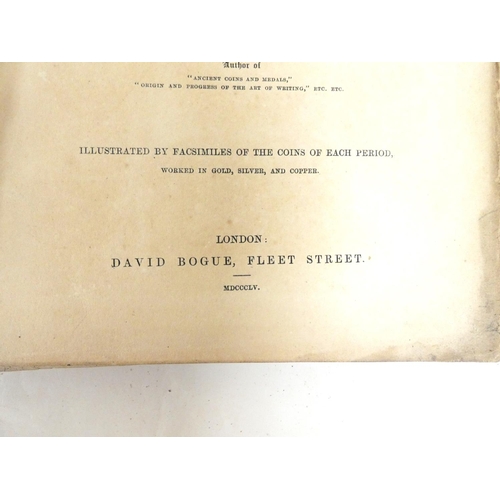 Author of
"ANCIENT COINS AND MEDALS,"
"ORIGIN AND PROGRESS OF THE ART OF WRITING," ETC. ETC.
ILLUSTRATED BY FACSIMILES OF THE COINS OF EACH PERIOD,
WORKED IN GOLD, SILVER, AND COPPER.
LONDON:
DAVID BOGUE, FLEET STREET.
MDCCCLV.